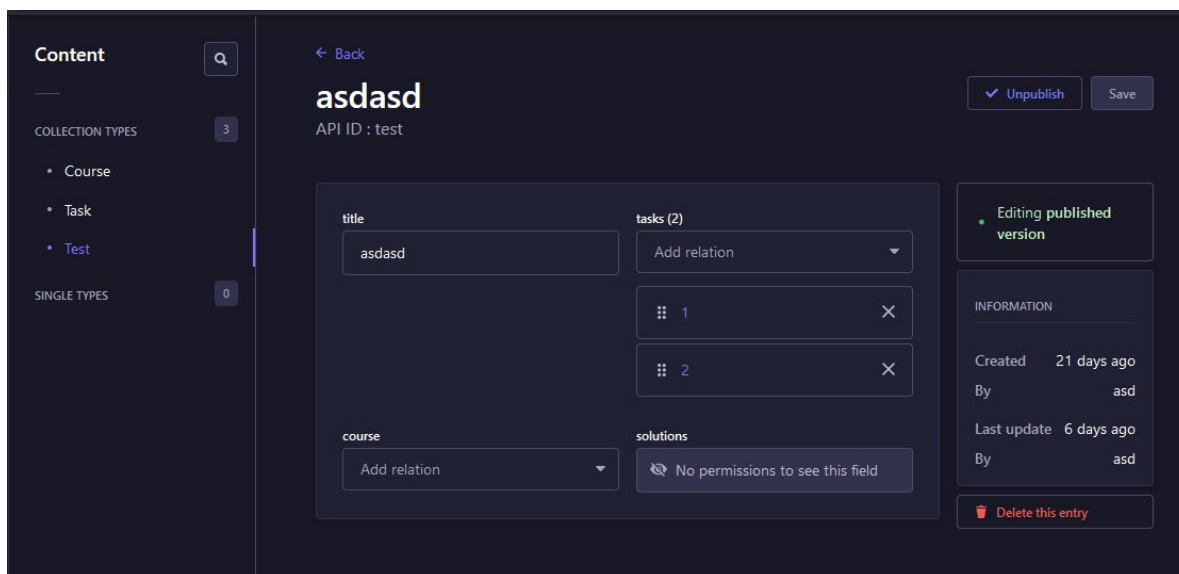 Content
COLLECTION TYPES 3
Course
Task
Test
SINGLE TYPES 0
← Back
asdasd
API ID : test
Unpublish
Save
title
asdasd
tasks (2)
Add relation
1
2
course
Add relation
solutions
No permissions to see this field
Editing published
version
INFORMATION
Created 21 days ago
By asd
Last update 6 days ago
By asd
Delete this entry